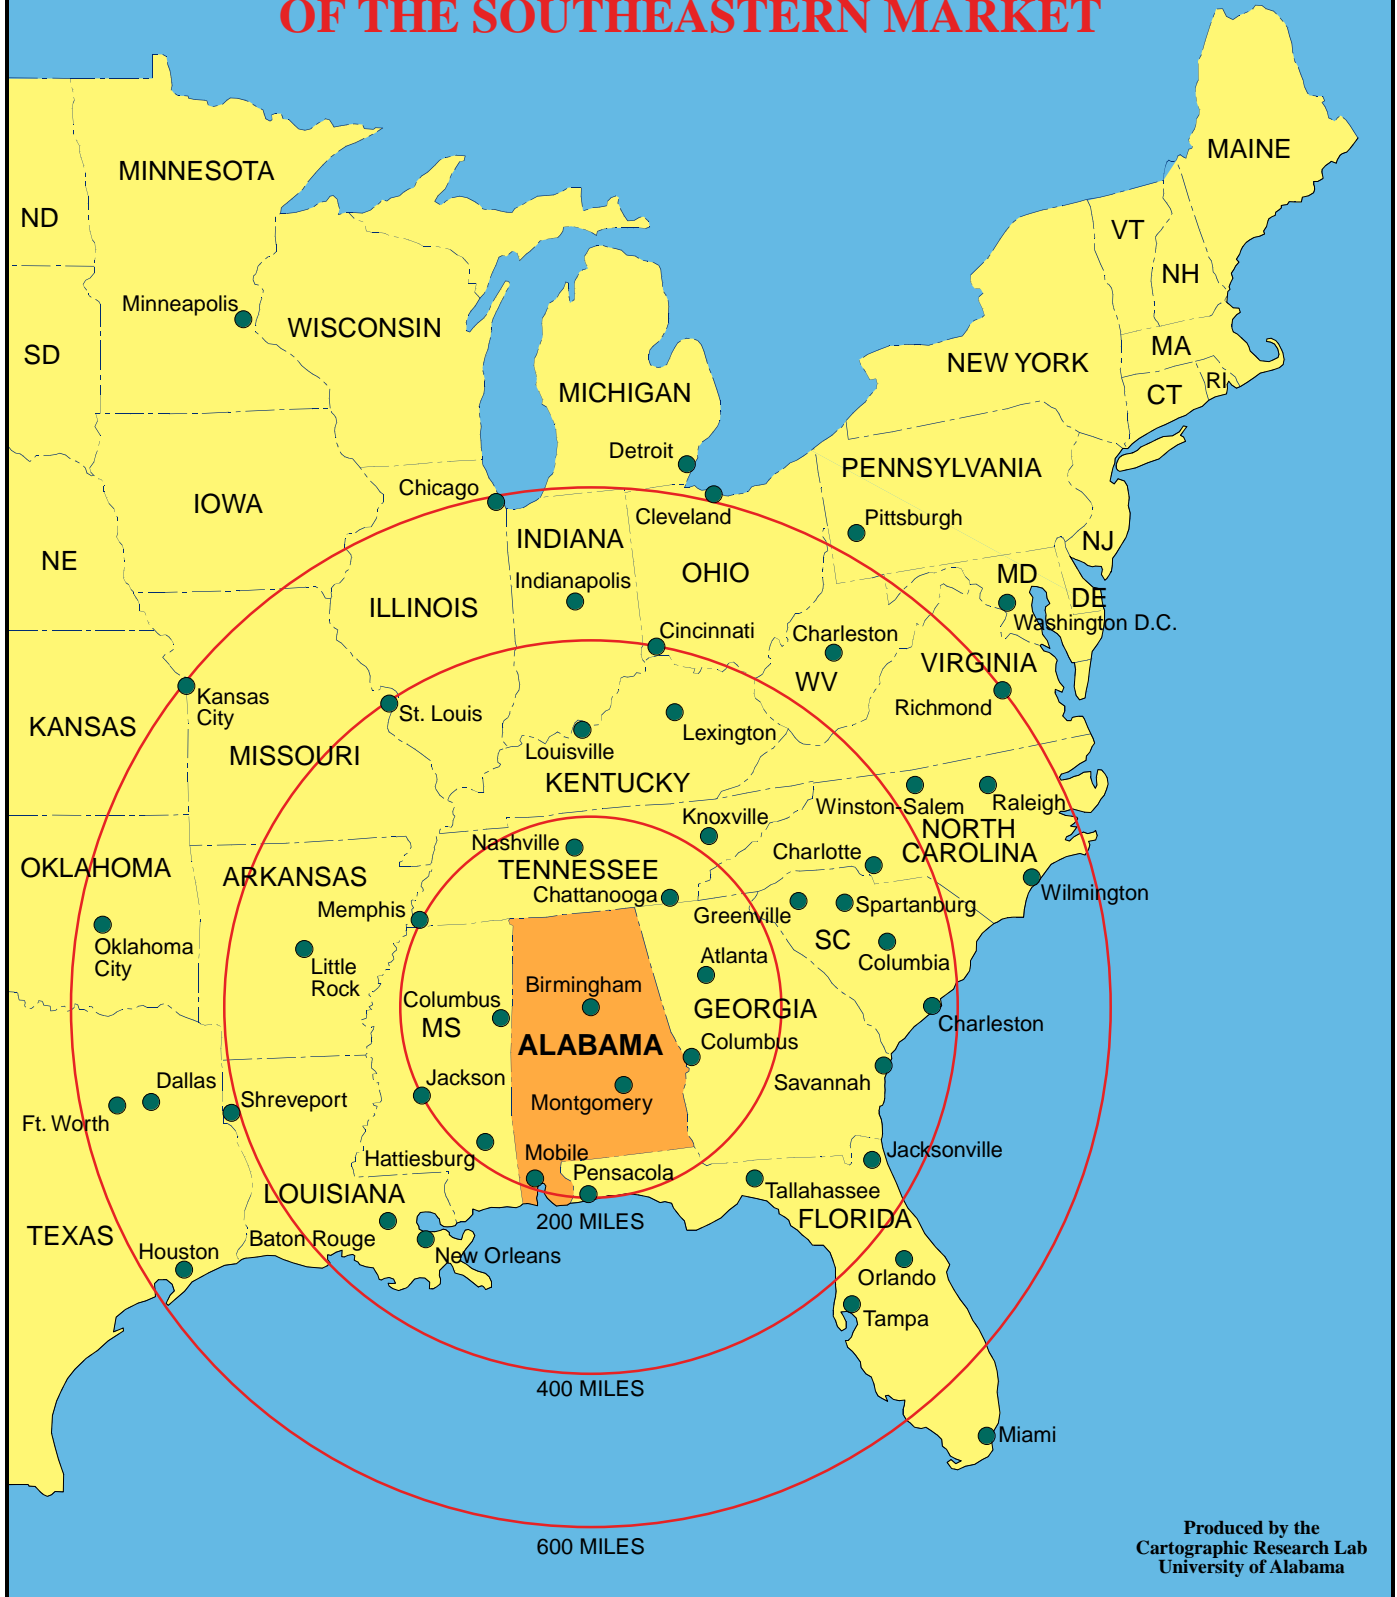 OF THE SOUTHEASTERN MARKET
MAINE
MINNESOTA
ND
VT
NH
Minneapolis
WISCONSIN
MA
SD
NEW YORK
RI
CT
MICHIGAN
Detroit
PENNSYLVANIA
Chicago
IOWA
Cleveland
Pittsburgh
INDIANA
NJ
NE
OHIO
MD
Indianapolis
DE
ILLINOIS
Washington D.C.
Cincinnati
Charleston
VIRGINIA
WV
Kansas
City
Richmond
St. Louis
KANSAS
Lexington
Louisville
MISSOURI
KENTUCKY
Winston-Salem
Raleigh
Knoxville
NORTH
CAROLINA
Nashville
Charlotte
TENNESSEE
OKLAHOMA
ARKANSAS
Chattanooga
Wilmington
Memphis
Greenville
Spartanburg
SC
Oklahoma
City
Atlanta
Columbia
Little
Rock
Birmingham
Columbus
MS
GEORGIA
Charleston
ALABAMA
Columbus
Jackson
Dallas
Savannah
Shreveport
Montgomery
Ft. Worth
Hattiesburg
Mobile
Jacksonville
Pensacola
Tallahassee
LOUISIANA
200 MILES
FLORIDA
TEXAS
Baton Rouge
Houston
New Orleans
Orlando
Tampa
400 MILES
Miami
600 MILES
Produced by the
Cartographic Research Lab
University of Alabama